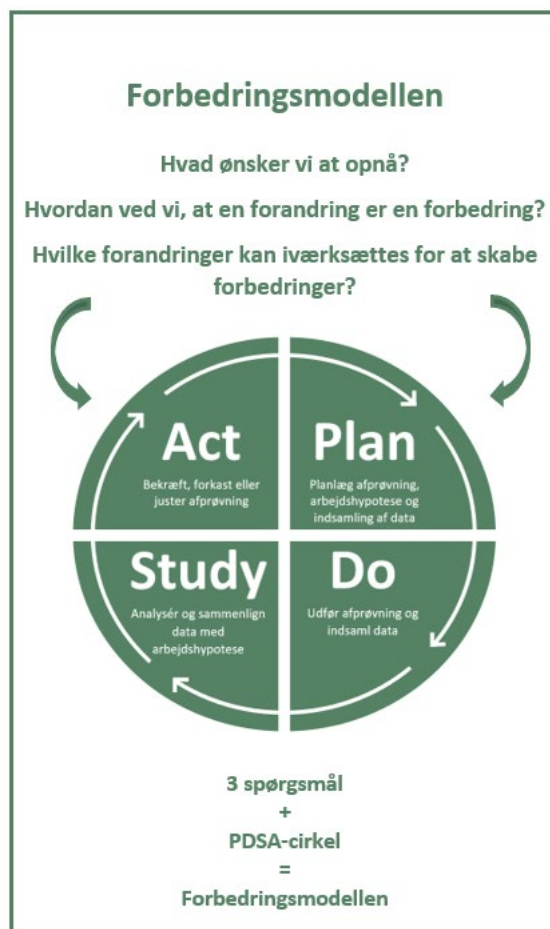 Forbedringsmodellen
Hvad ønsker vi at opnå?
Hvordan ved vi, at en forandring er en forbedring?
Hvilke forandringer kan iværksættes for at skabe
forbedringer?
Act
Bekræft, forkast eller
juster afprøvning
Plan
Planlæg afprøvning,
arbejdshypotese og
indsamling af data
Study
Analysér og sammenlign
data med
arbejdshypotese
Do
Udfør afprøvning og
indsaml data
3 spørgsmål
+
PDSA-cirkel
=
Forbedringsmodellen